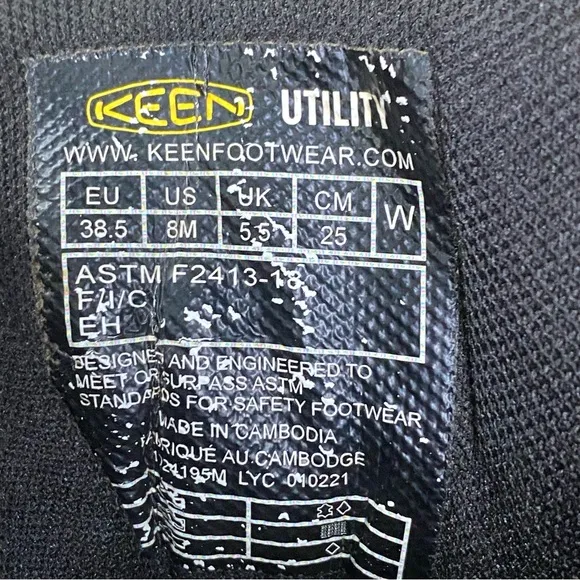 KEEN UTILITY
WWW.KEENFOOTWEAR.COM
EU US UK CM W
38.5 8M 5.5 25
ASTM F2413-18
F/I/C
EH
DESIGNED AND ENGINEERED TO
MEET OR SURPASS ASTM
STANDARDS FOR SAFETY FOOTWEAR
MADE IN CAMBODIA
FABRIQUÉ AU CAMBODGE
1024195M LYC 010221